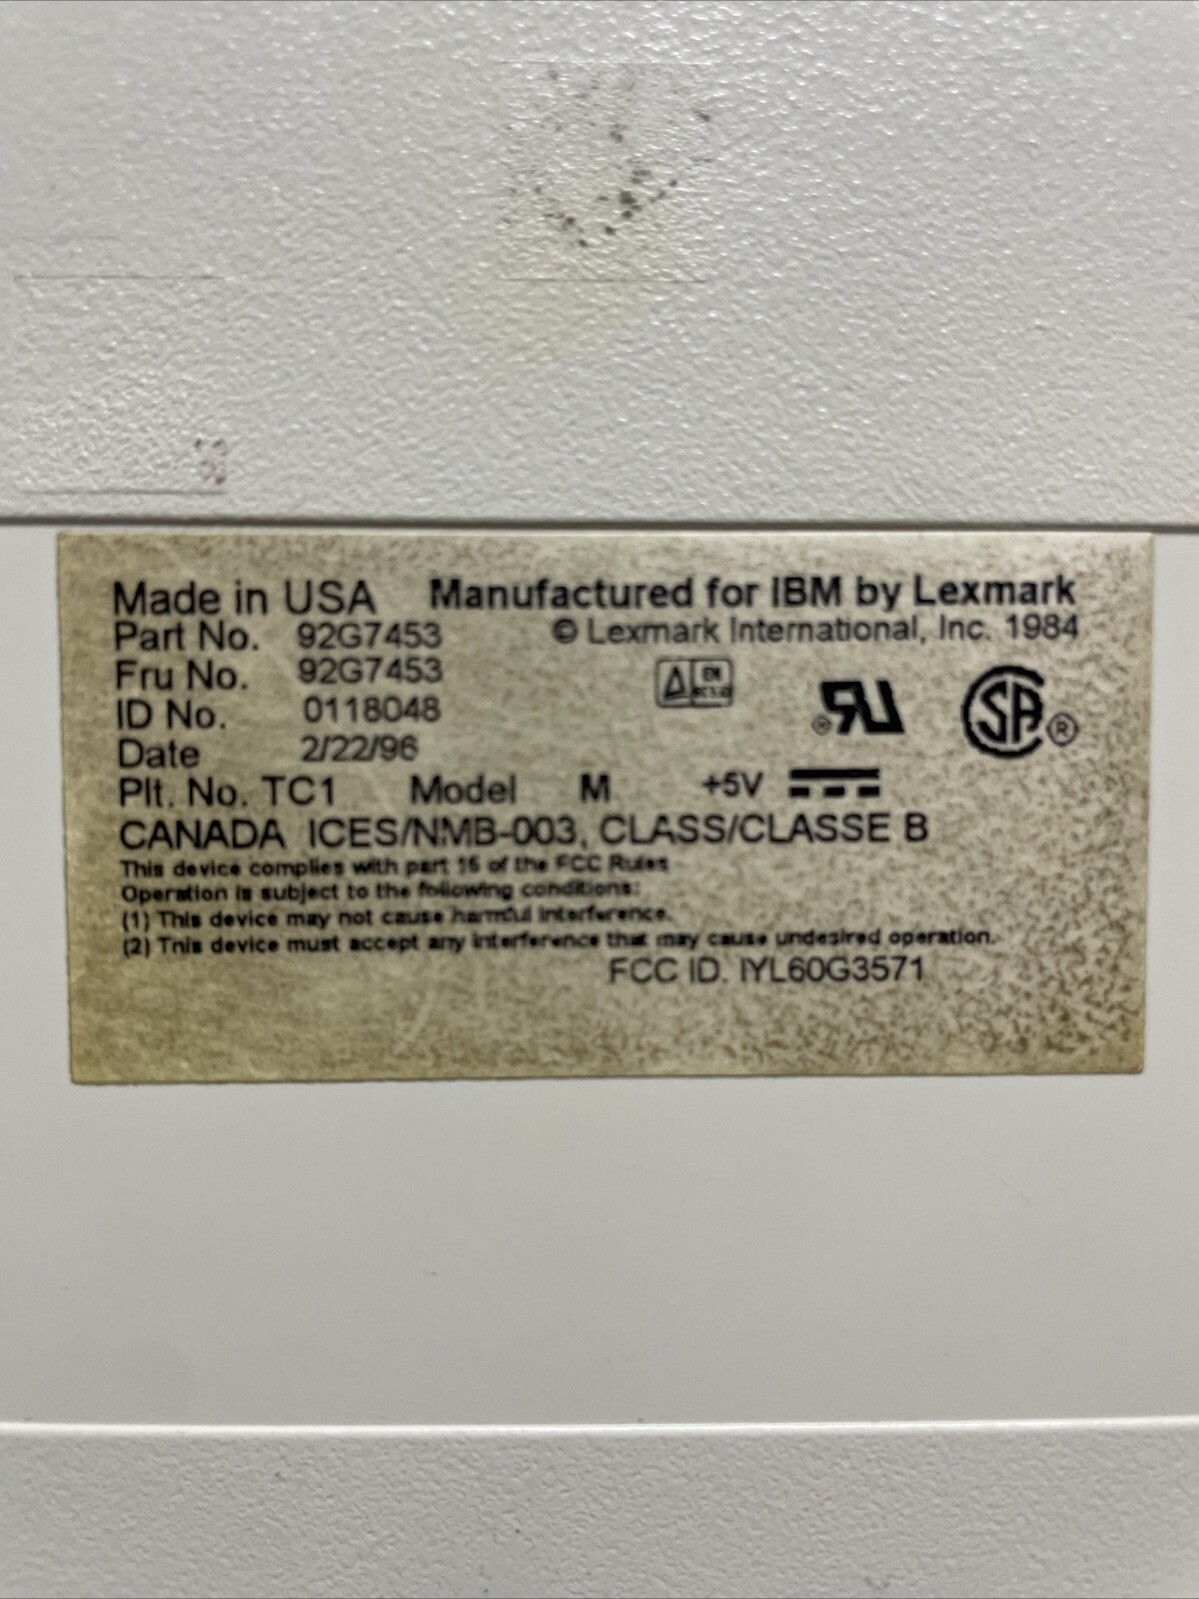 Made in USA Manufactured for IBM by Lexmark
Part No. 92G7453 © Lexmark International, Inc. 1984
Fru No. 92G7453
ID No. 0118048
Date 2/22/96
Plt. No. TC1 Model M +5V
CANADA ICES/NMB-003, CLASS/CLASSE B
This device complies with part 15 of the FCC Rules
Operation is subject to the following conditions:
(1) This device may not cause harmful interference.
(2) This device must accept any interference that may cause undesired operation.
FCC ID. IYL60G3571